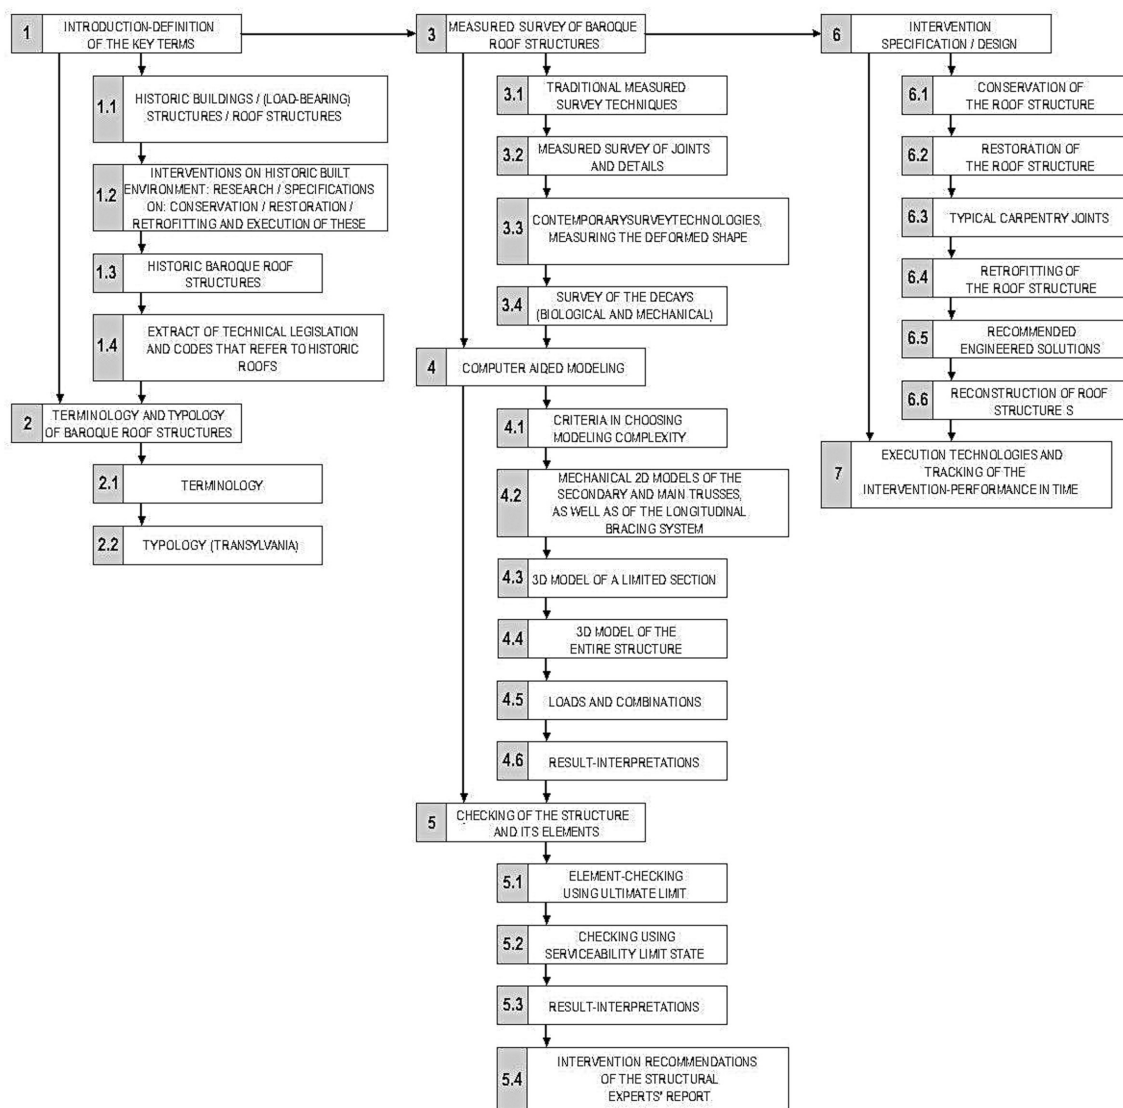 1
INTRODUCTION-DEFINITION
OF THE KEY TERMS
1.1
HISTORIC BUILDINGS / (LOAD-BEARING)
STRUCTURES / ROOF STRUCTURES
1.2
INTERVENTIONS ON HISTORIC BUILT
ENVIRONMENT: RESEARCH / SPECIFICATIONS
ON: CONSERVATION / RESTORATION /
RETROFITTING AND EXECUTION OF THESE
1.3
HISTORIC BAROQUE ROOF
STRUCTURES
1.4
EXTRACT OF TECHNICAL LEGISLATION
AND CODES THAT REFER TO HISTORIC
ROOFS
2
TERMINOLOGY AND TYPOLOGY
OF BAROQUE ROOF STRUCTURES
2.1
TERMINOLOGY
2.2
TYPOLOGY (TRANSYLVANIA)
3
MEASURED SURVEY OF BAROQUE
ROOF STRUCTURES
3.1
TRADITIONAL MEASURED
SURVEY TECHNIQUES
3.2
MEASURED SURVEY OF JOINTS
AND DETAILS
3.3
CONTEMPORARYSURVEYTECHNOLOGIES,
MEASURING THE DEFORMED SHAPE
3.4
SURVEY OF THE DECAYS
(BIOLOGICAL AND MECHANICAL)
4
COMPUTER AIDED MODELING
4.1
CRITERIA IN CHOOSING
MODELING COMPLEXITY
4.2
MECHANICAL 2D MODELS OF THE
SECONDARY AND MAIN TRUSSES,
AS WELL AS OF THE LONGITUDINAL
BRACING SYSTEM
4.3
3D MODEL OF A LIMITED SECTION
4.4
3D MODEL OF THE
ENTIRE STRUCTURE
4.5
LOADS AND COMBINATIONS
4.6
RESULT-INTERPRETATIONS
5
CHECKING OF THE STRUCTURE
AND ITS ELEMENTS
5.1
ELEMENT-CHECKING
USING ULTIMATE LIMIT
5.2
CHECKING USING
SERVICEABILITY LIMIT STATE
5.3
RESULT-INTERPRETATIONS
5.4
INTERVENTION RECOMMENDATIONS
OF THE STRUCTURAL
EXPERTS' REPORT
6
INTERVENTION
SPECIFICATION / DESIGN
6.1
CONSERVATION OF
THE ROOF STRUCTURE
6.2
RESTORATION OF
THE ROOF STRUCTURE
6.3
TYPICAL CARPENTRY JOINTS
6.4
RETROFITTING OF
THE ROOF STRUCTURE
6.5
RECOMMENDED
ENGINEERED SOLUTIONS
6.6
RECONSTRUCTION OF ROOF
STRUCTURE S
7
EXECUTION TECHNOLOGIES AND
TRACKING OF THE
INTERVENTION-PERFORMANCE IN TIME